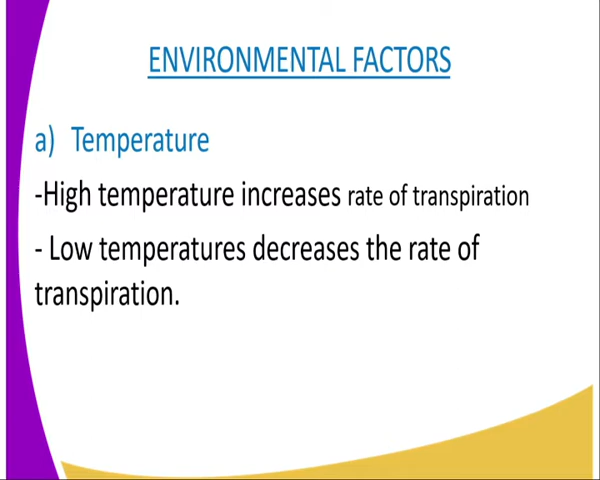 ENVIRONMENTAL FACTORS
a) Temperature
-High temperature increases rate of transpiration
- Low temperatures decreases the rate of
transpiration.